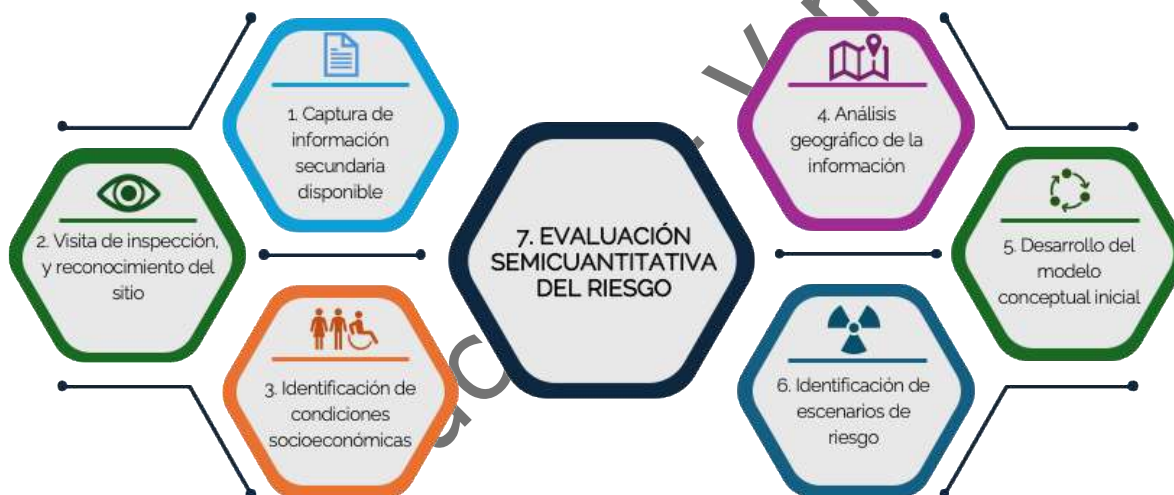 1. Captura de
información
secundaria
disponible
2. Visita de inspección,
y reconocimiento del
sitio
3. Identificación de
condiciones
socioeconómicas
4. Análisis
geográfico de la
información
5. Desarrollo del
modelo
conceptual inicial
6. Identificación de
escenarios de
riesgo
7. EVALUACIÓN
SEMICUANTITATIVA
DEL RIESGO